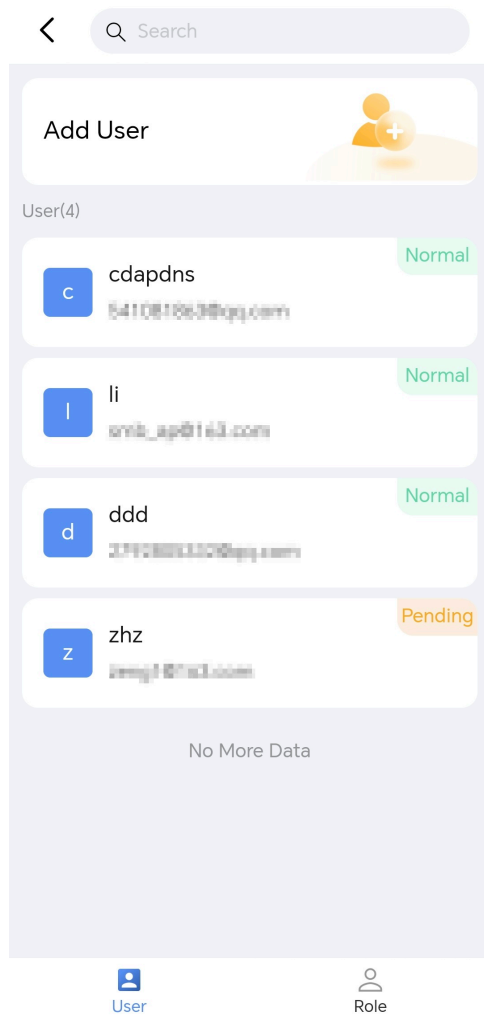 Search
Add User
User(4)
Normal
c
cdapdns
Normal
l
li
Normal
d
ddd
Pending
z
zhz
No More Data
User
Role